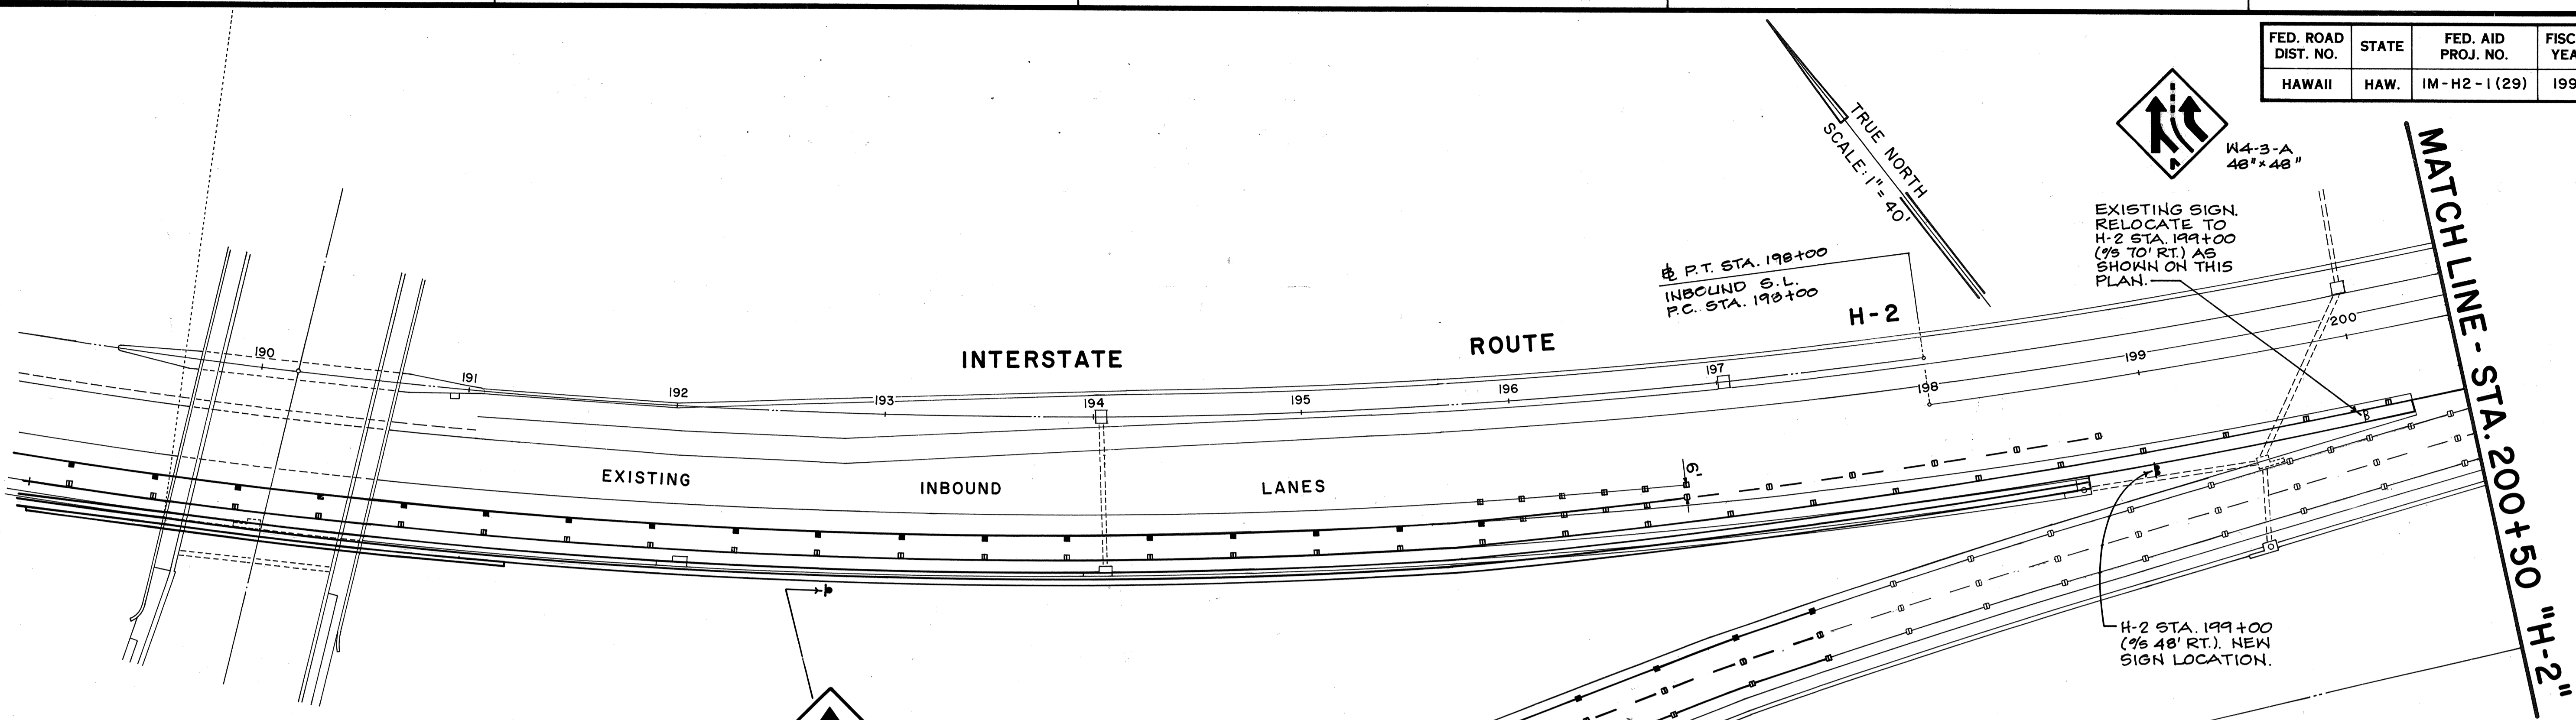 FED. ROAD DIST. NO.
STATE
FED. AID PROJ. NO.
HAWAII
HAW.
IM-H2-1(29)
W4-3-A
48" x 48"
TRUE NORTH
SCALE: 1" = 40'
EXISTING SIGN.
RELOCATE TO
H-2 STA. 199+00
(O/S 70' RT.) AS
SHOWN ON THIS
PLAN.
MATCH LINE - STA. 200+50 "H-2"
P.T. STA. 198+00
INBOUND S.L.
P.C. STA. 198+00
INTERSTATE ROUTE H-2
190
191
192
193
194
195
196
197
198
199
200
EXISTING INBOUND LANES
6'
H-2 STA. 199+00
(O/S 48' RT.). NEW
SIGN LOCATION.